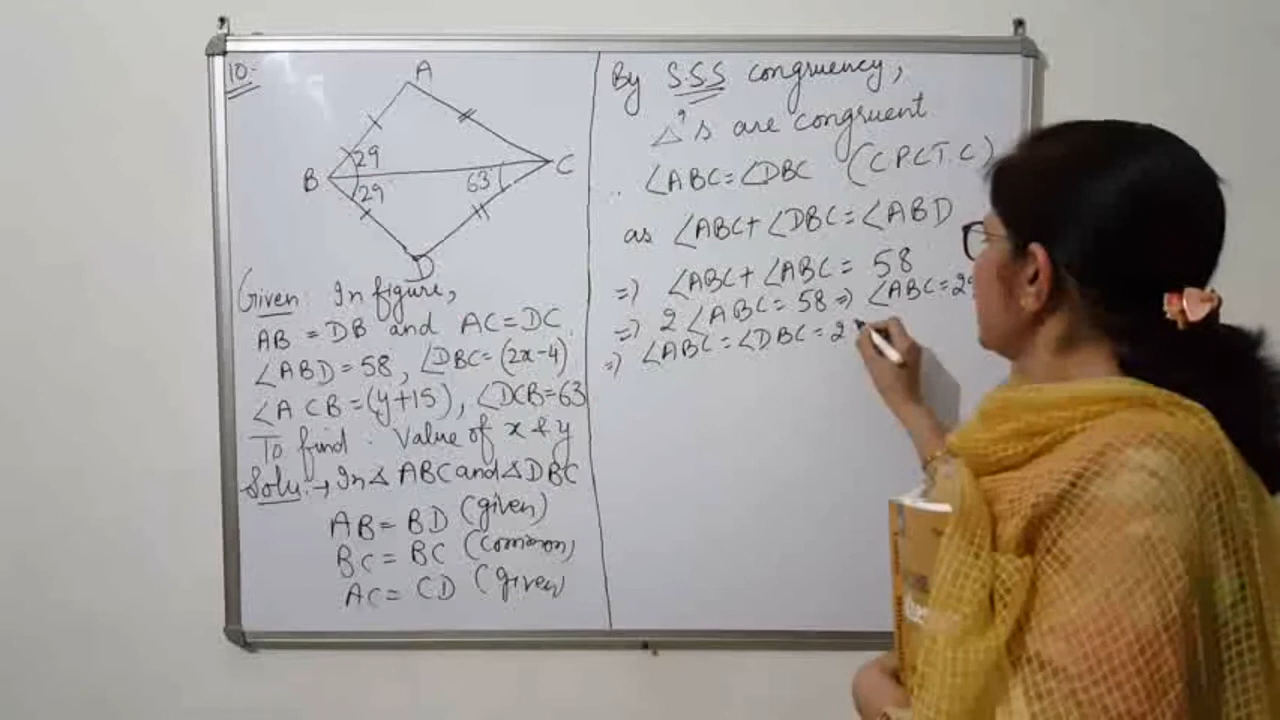 10:-
A
B
29
29
63
C
D
Given: In figure,
AB = DB and AC = DC
∠ABD = 58, ∠DBC = (2x-4)
∠ACB = (y+15), ∠DCB = 63
To find: Value of x & y
Solu:→ In △ ABC and △ DBC
AB = BD (given)
BC = BC (common)
AC = CD (given)
By S.S.S congruency,
△'s are congruent
∴ ∠ABC = ∠DBC (C P C T. C)
as ∠ABC + ∠DBC = ∠ABD
=) ∠ABC + ∠ABC = 58
=) 2 ∠ABC = 58 =) ∠ABC = 29
=) ∠ABC = ∠DBC = 2